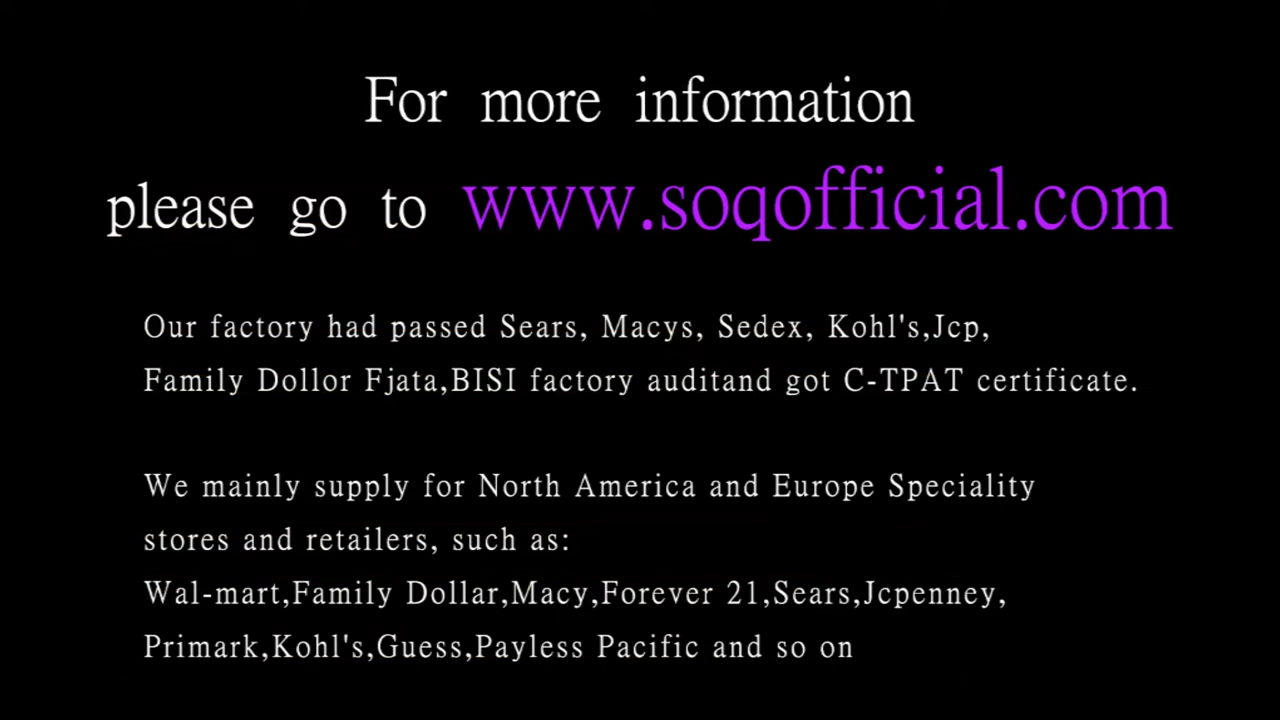 For more information
please go to www.soqofficial.com
Our factory had passed Sears, Macys, Sedex, Kohl's,Jcp,
Family Dollor Fjata,BISI factory auditand got C-TPAT certificate.
We mainly supply for North America and Europe Speciality
stores and retailers, such as:
Wal-mart,Family Dollar,Macy,Forever 21,Sears,Jcpenney,
Primark,Kohl's,Guess,Payless Pacific and so on